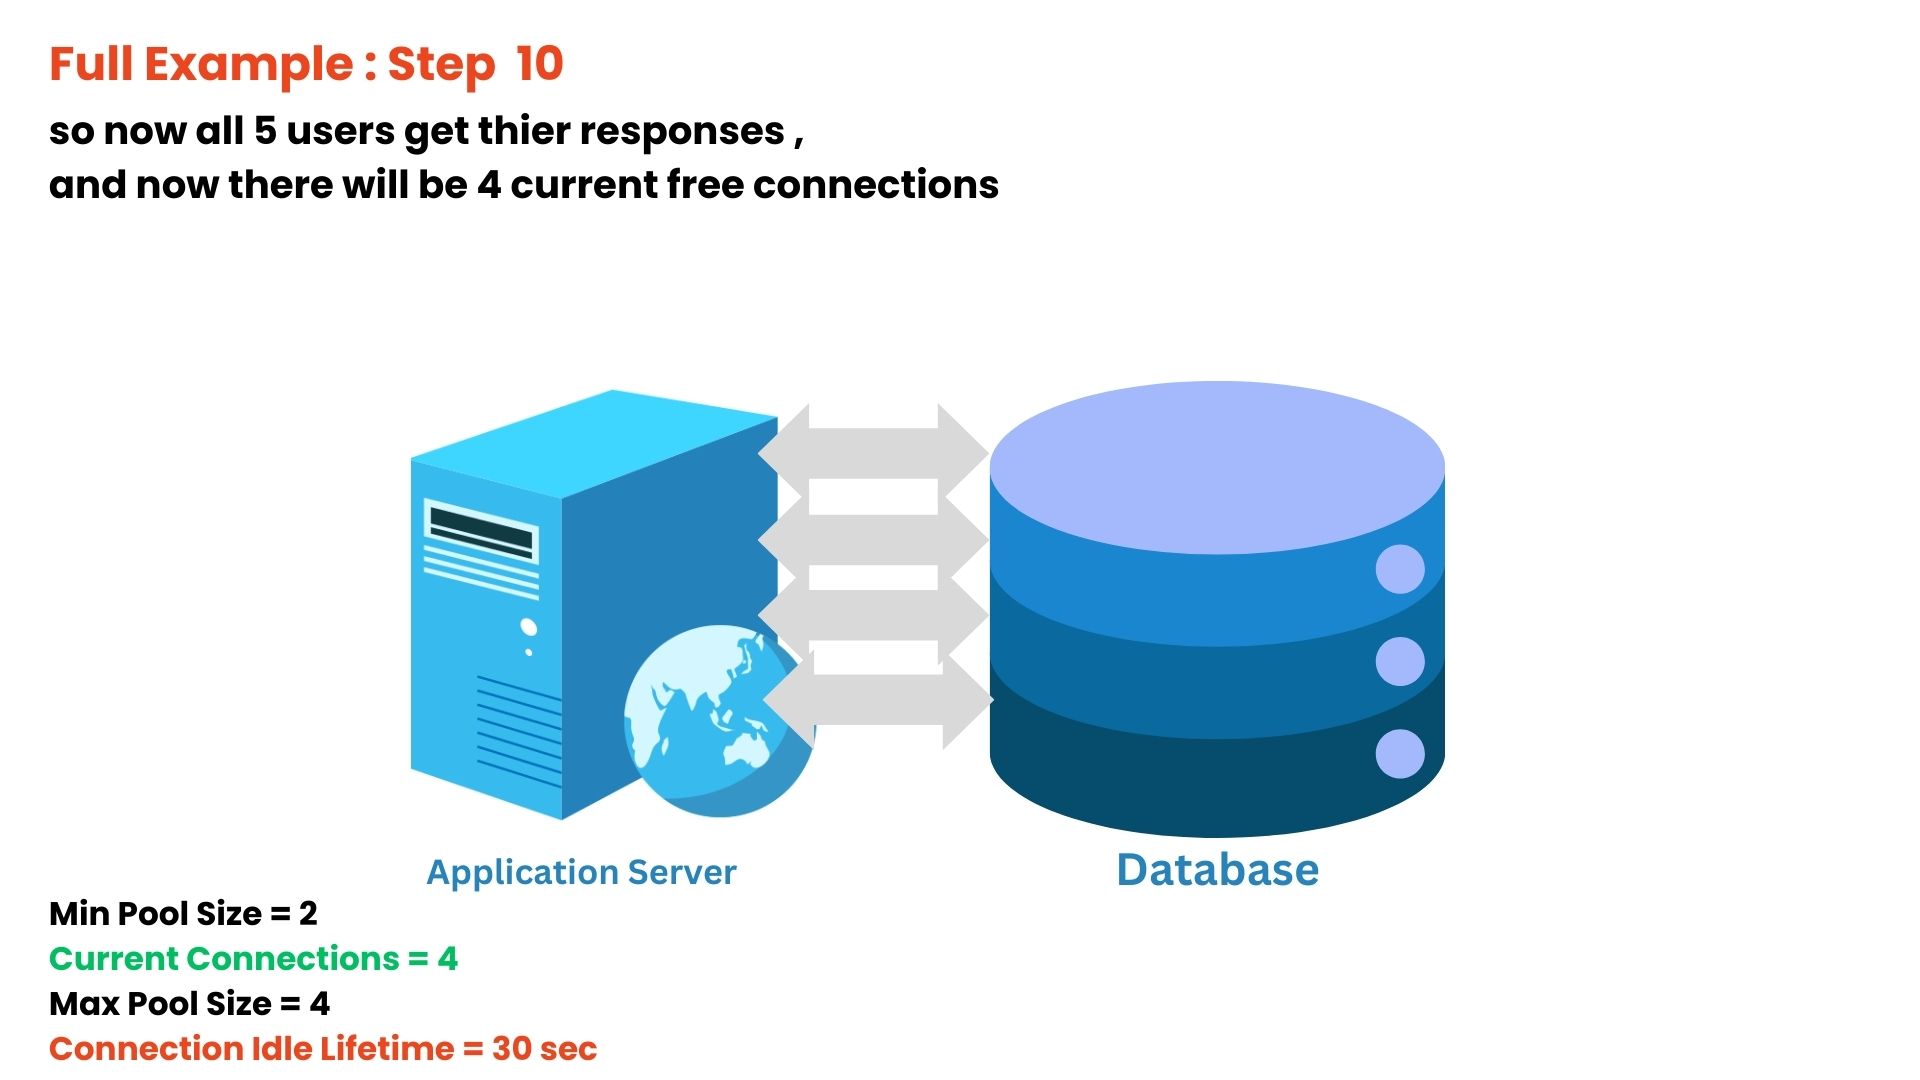 Full Example : Step 10
so now all 5 users get thier responses ,
and now there will be 4 current free connections
Application Server
Database
Min Pool Size = 2
Current Connections = 4
Max Pool Size = 4
Connection Idle Lifetime = 30 sec